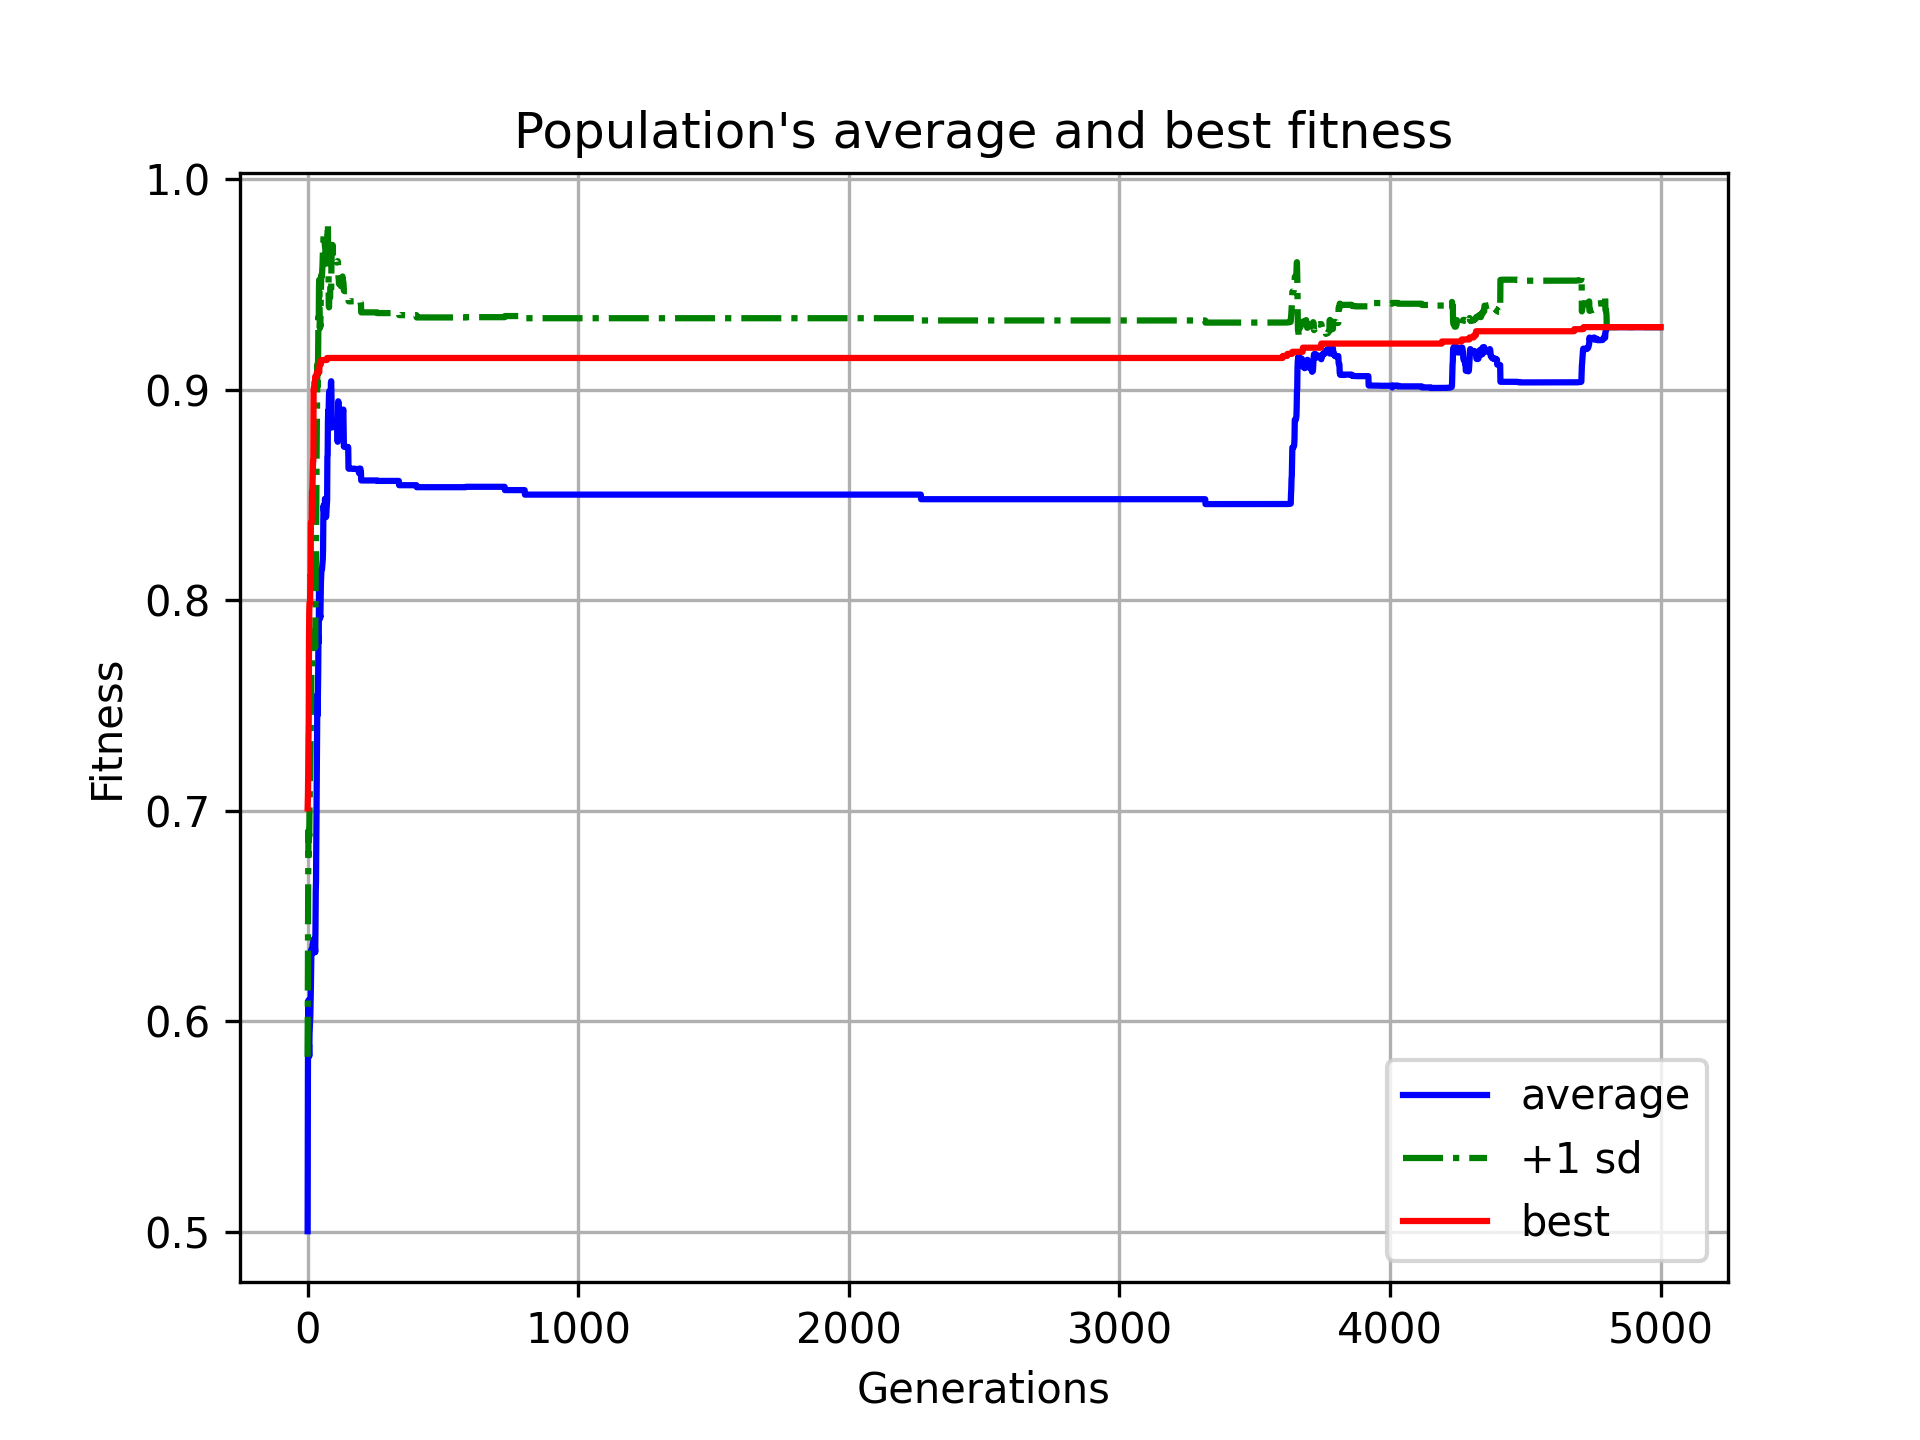 Population's average and best fitness
1.0
0.9
0.8
0.7
0.6
0.5
Fitness
0 1000 2000 3000 4000 5000
Generations
average
+1 sd
best